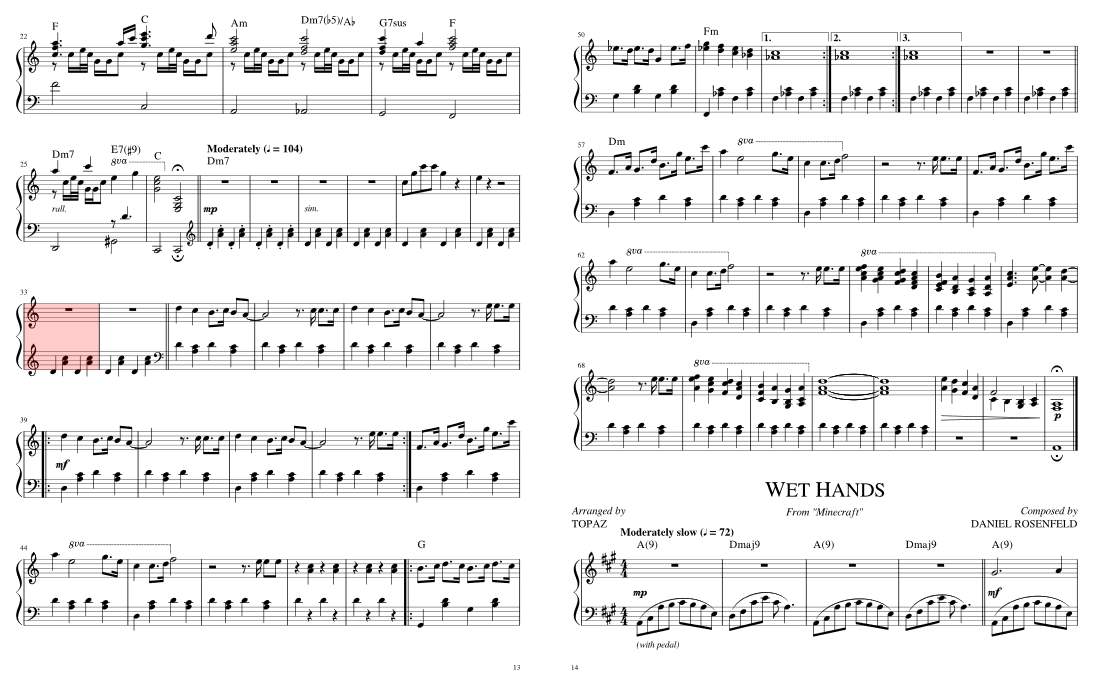 22 F C Am Dm7(♭5)/A♭ G7sus F
25 Dm7 E7(♯9) C Moderately (♩ = 104) Dm7
8va
rall. mp sim.
33
39
mf
44 8va G
13
50 Fm 1. 2. 3.
57 Dm 8va
62 8va 8va
68 8va
p
WET HANDS
Arranged by From "Minecraft" Composed by
TOPAZ DANIEL ROSENFELD
Moderately slow (♩ = 72)
A(9) Dmaj9 A(9) Dmaj9 A(9)
4 4
mp mf
(with pedal)
14